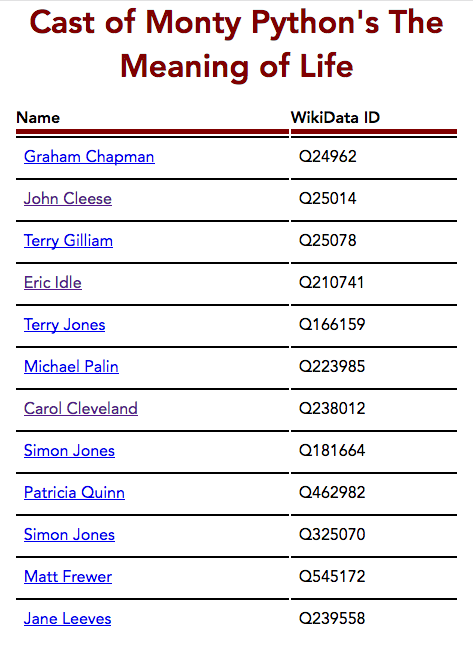 Cast of Monty Python's The
Meaning of Life
Name WikiData ID
Graham Chapman Q24962
John Cleese Q25014
Terry Gilliam Q25078
Eric Idle Q210741
Terry Jones Q166159
Michael Palin Q223985
Carol Cleveland Q238012
Simon Jones Q181664
Patricia Quinn Q462982
Simon Jones Q325070
Matt Frewer Q545172
Jane Leeves Q239558